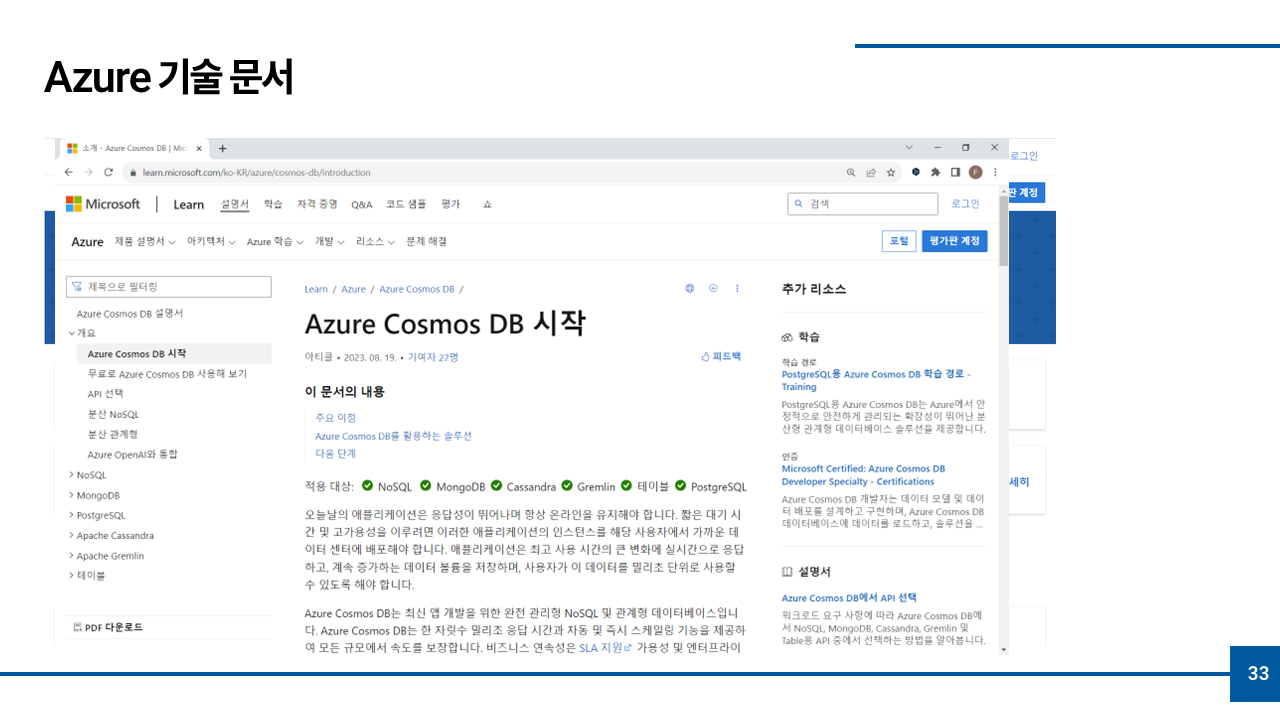 Azure 기술 문서
소개 - Azure Cosmos DB | Micr
learn.microsoft.com/ko-KR/azure/cosmos-db/introduction
F
로그인
판 계정
Microsoft | Learn 설명서 학습 자격 증명 Q&A 코드 샘플 평가 쇼
검색
로그인
Azure 제품 설명서 아키텍처 Azure 학습 개발 리소스 문제 해결
포털 평가판 계정
제목으로 필터링
Azure Cosmos DB 설명서
개요
Azure Cosmos DB 시작
무료로 Azure Cosmos DB 사용해 보기
API 선택
분산 NoSQL
분산 관계형
Azure OpenAI와 통합
NoSQL
MongoDB
PostgreSQL
Apache Cassandra
Apache Gremlin
테이블
PDF 다운로드
Learn / Azure / Azure Cosmos DB /
Azure Cosmos DB 시작
아티클 • 2023. 08. 19. • 기여자 27명
피드백
이 문서의 내용
주요 이점
Azure Cosmos DB를 활용하는 솔루션
다음 단계
적용 대상: NoSQL MongoDB Cassandra Gremlin 테이블 PostgreSQL
오늘날의 애플리케이션은 응답성이 뛰어나며 항상 온라인을 유지해야 합니다. 짧은 대기 시
간 및 고가용성을 이루려면 이러한 애플리케이션의 인스턴스를 해당 사용자에서 가까운 데
이터 센터에 배포해야 합니다. 애플리케이션은 최고 사용 시간의 큰 변화에 실시간으로 응답
하고, 계속 증가하는 데이터 볼륨을 저장하며, 사용자가 이 데이터를 밀리초 단위로 사용할
수 있도록 해야 합니다.
Azure Cosmos DB는 최신 앱 개발을 위한 완전 관리형 NoSQL 및 관계형 데이터베이스입니
다. Azure Cosmos DB는 한 자릿수 밀리초 응답 시간과 자동 및 즉시 스케일링 기능을 제공하
여 모든 규모에서 속도를 보장합니다. 비즈니스 연속성은 SLA 지원 가용성 및 엔터프라이
추가 리소스
학습
학습 경로
PostgreSQL용 Azure Cosmos DB 학습 경로 -
Training
PostgreSQL용 Azure Cosmos DB는 Azure에서 안
정적으로 안전하게 관리되는 확장성이 뛰어난 분
산형 관계형 데이터베이스 솔루션을 제공합니다.
인증
Microsoft Certified: Azure Cosmos DB
Developer Specialty - Certifications
Azure Cosmos DB 개발자는 데이터 모델 및 데이
터 배포를 설계하고 구현하며, Azure Cosmos DB
데이터베이스에 데이터를 로드하고, 솔루션을 ...
설명서
Azure Cosmos DB에서 API 선택
워크로드 요구 사항에 따라 Azure Cosmos DB에
서 NoSQL, MongoDB, Cassandra, Gremlin 및
Table용 API 중에서 선택하는 방법을 알아봅니다.
세히
33